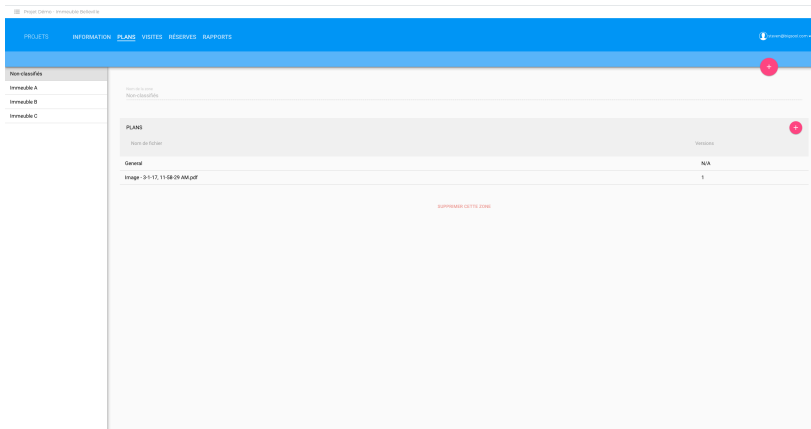 Projet Démo - Immeuble Bellerive
PROJETS INFORMATION PLANS VISITES RÉSERVES RAPPORTS
Non-classifiés
Immeuble A
Immeuble B
Immeuble C
Non-classifiés
PLANS
Nom de fichier Versions
General N/A
Image - 3-1-17, 11-58-29 AM.pdf 1
SUPPRIMER CETTE ZONE